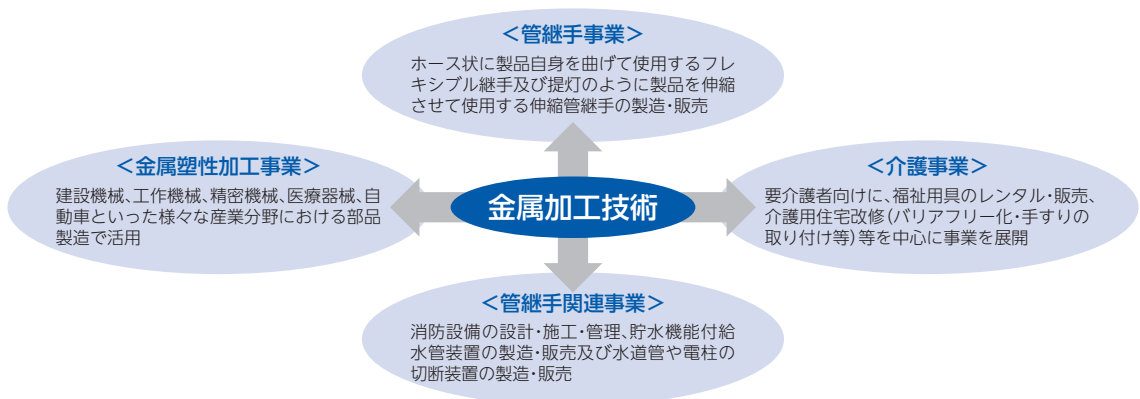 ＜管継手事業＞
ホース状に製品自身を曲げて使用するフレ
キシブル継手及び提灯のように製品を伸縮
させて使用する伸縮管継手の製造・販売
＜金属塑性加工事業＞
建設機械、工作機械、精密機械、医療器械、自
動車といった様々な産業分野における部品
製造で活用
金属加工技術
＜介護事業＞
要介護者向けに、福祉用具のレンタル・販売、
介護用住宅改修（バリアフリー化・手すりの
取り付け等）等を中心に事業を展開
＜管継手関連事業＞
消防設備の設計・施工・管理、貯水機能付給
水管装置の製造・販売及び水道管や電柱の
切断装置の製造・販売